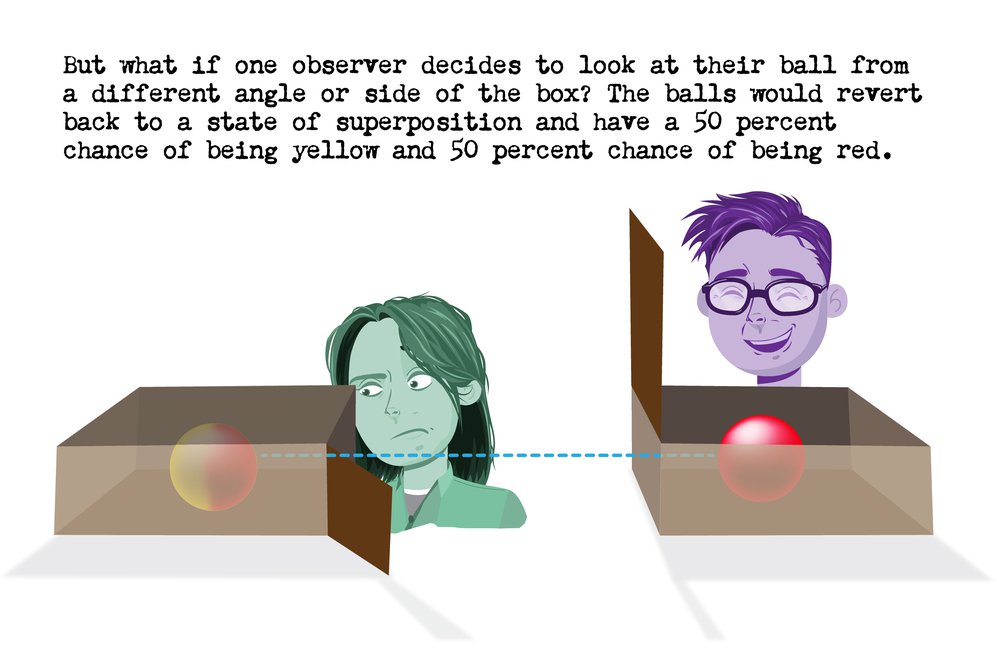 But what if one observer decides to look at their ball from
a different angle or side of the box? The balls would revert
back to a state of superposition and have a 50 percent
chance of being yellow and 50 percent chance of being red.